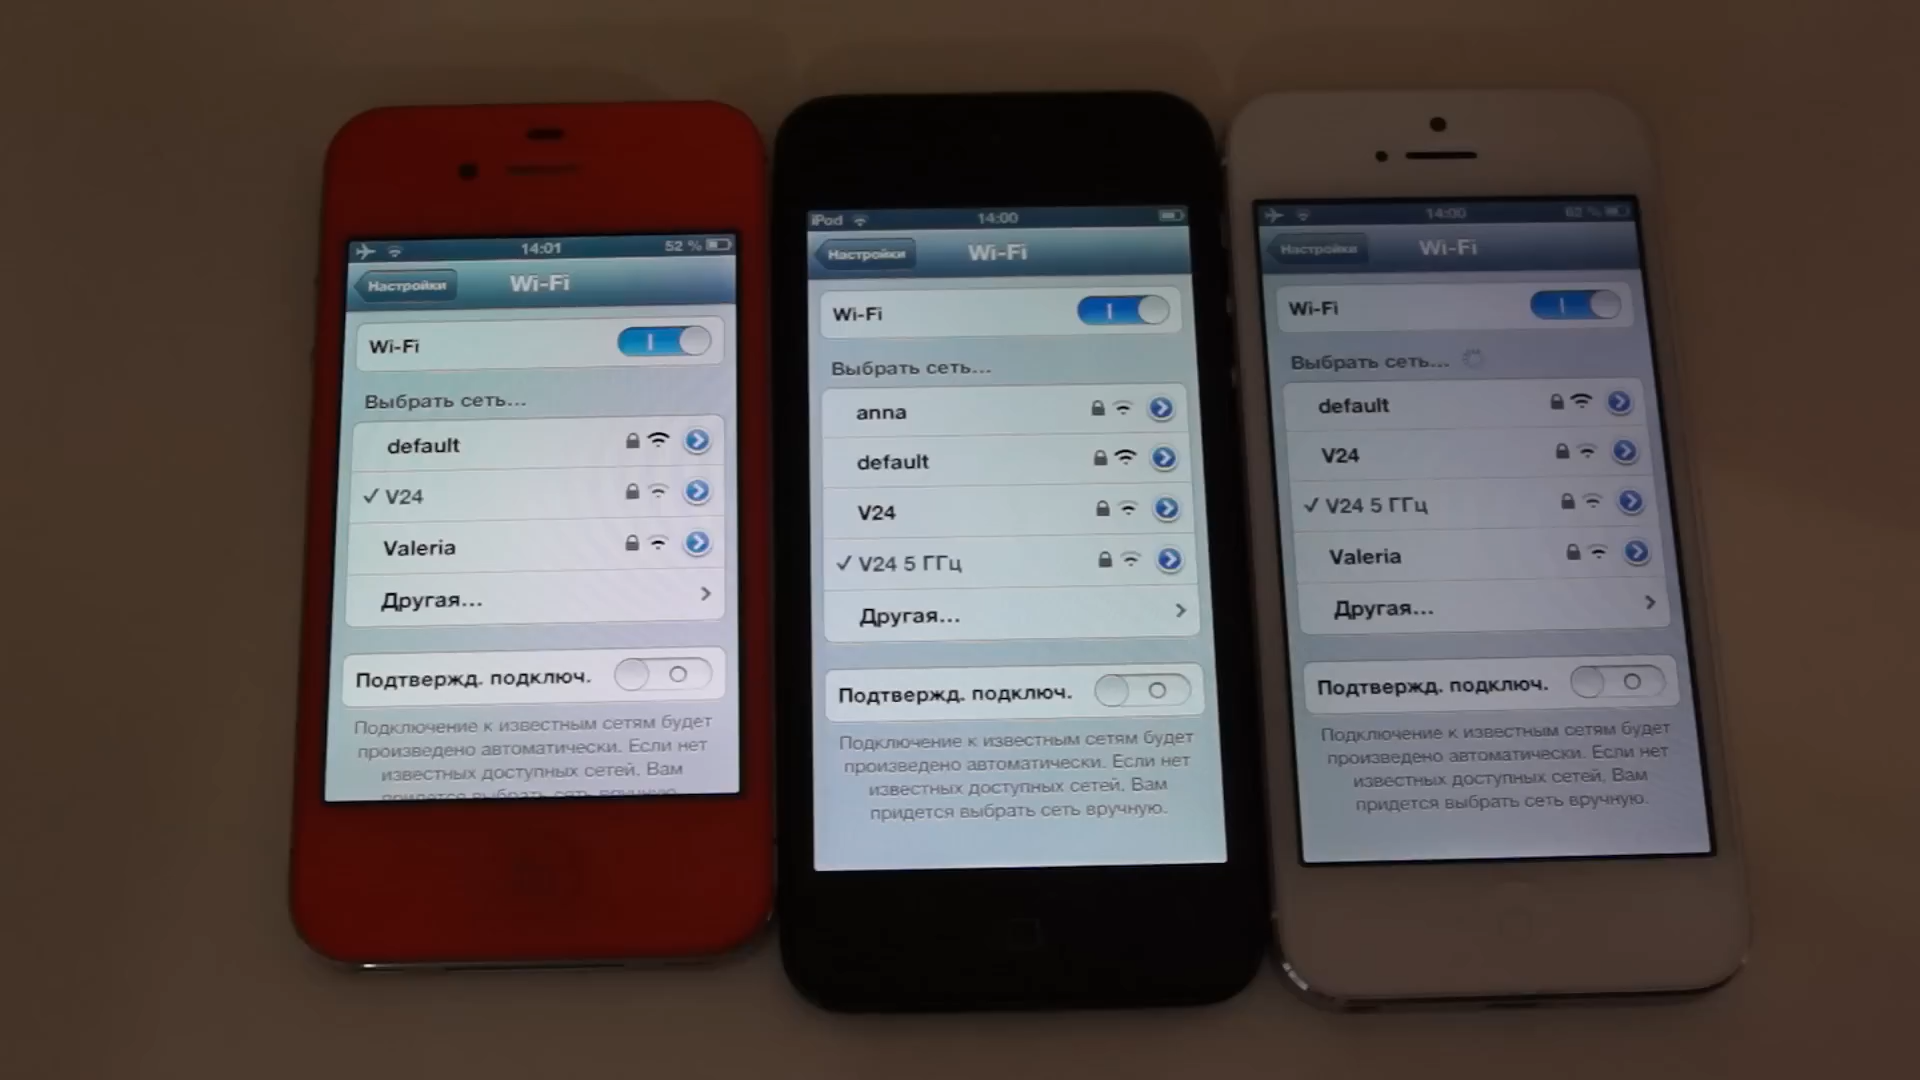 14:01
52 %
Настройки
Wi-Fi
Wi-Fi
Выбрать сеть...
default
✓ V24
Valeria
Другая...
Подтвержд. подключ.
Подключение к известным сетям будет
произведено автоматически. Если нет
известных доступных сетей, Вам
придется выбрать сеть вручную.
iPod
14:00
Настройки
Wi-Fi
Wi-Fi
Выбрать сеть...
anna
default
V24
✓ V24 5 ГГц
Другая...
Подтвержд. подключ.
Подключение к известным сетям будет
произведено автоматически. Если нет
известных доступных сетей, Вам
придется выбрать сеть вручную.
14:00
62 %
Настройки
Wi-Fi
Wi-Fi
Выбрать сеть...
default
V24
✓ V24 5 ГГц
Valeria
Другая...
Подтвержд. подключ.
Подключение к известным сетям будет
произведено автоматически. Если нет
известных доступных сетей, Вам
придется выбрать сеть вручную.